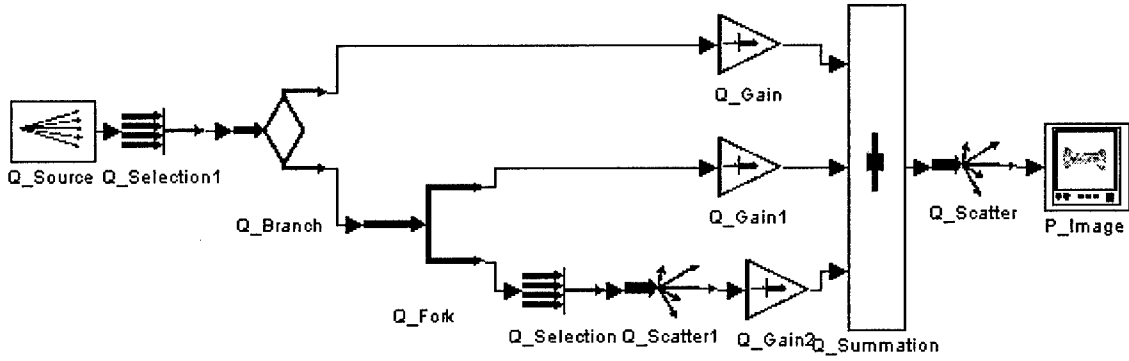 Q_Gain
Q_Source Q_Selection1
Q_Branch
Q_Gain1
Q_Scatter
P_Image
Q_Fork
Q_Selection Q_Scatter1 Q_Gain2 Q_Summation